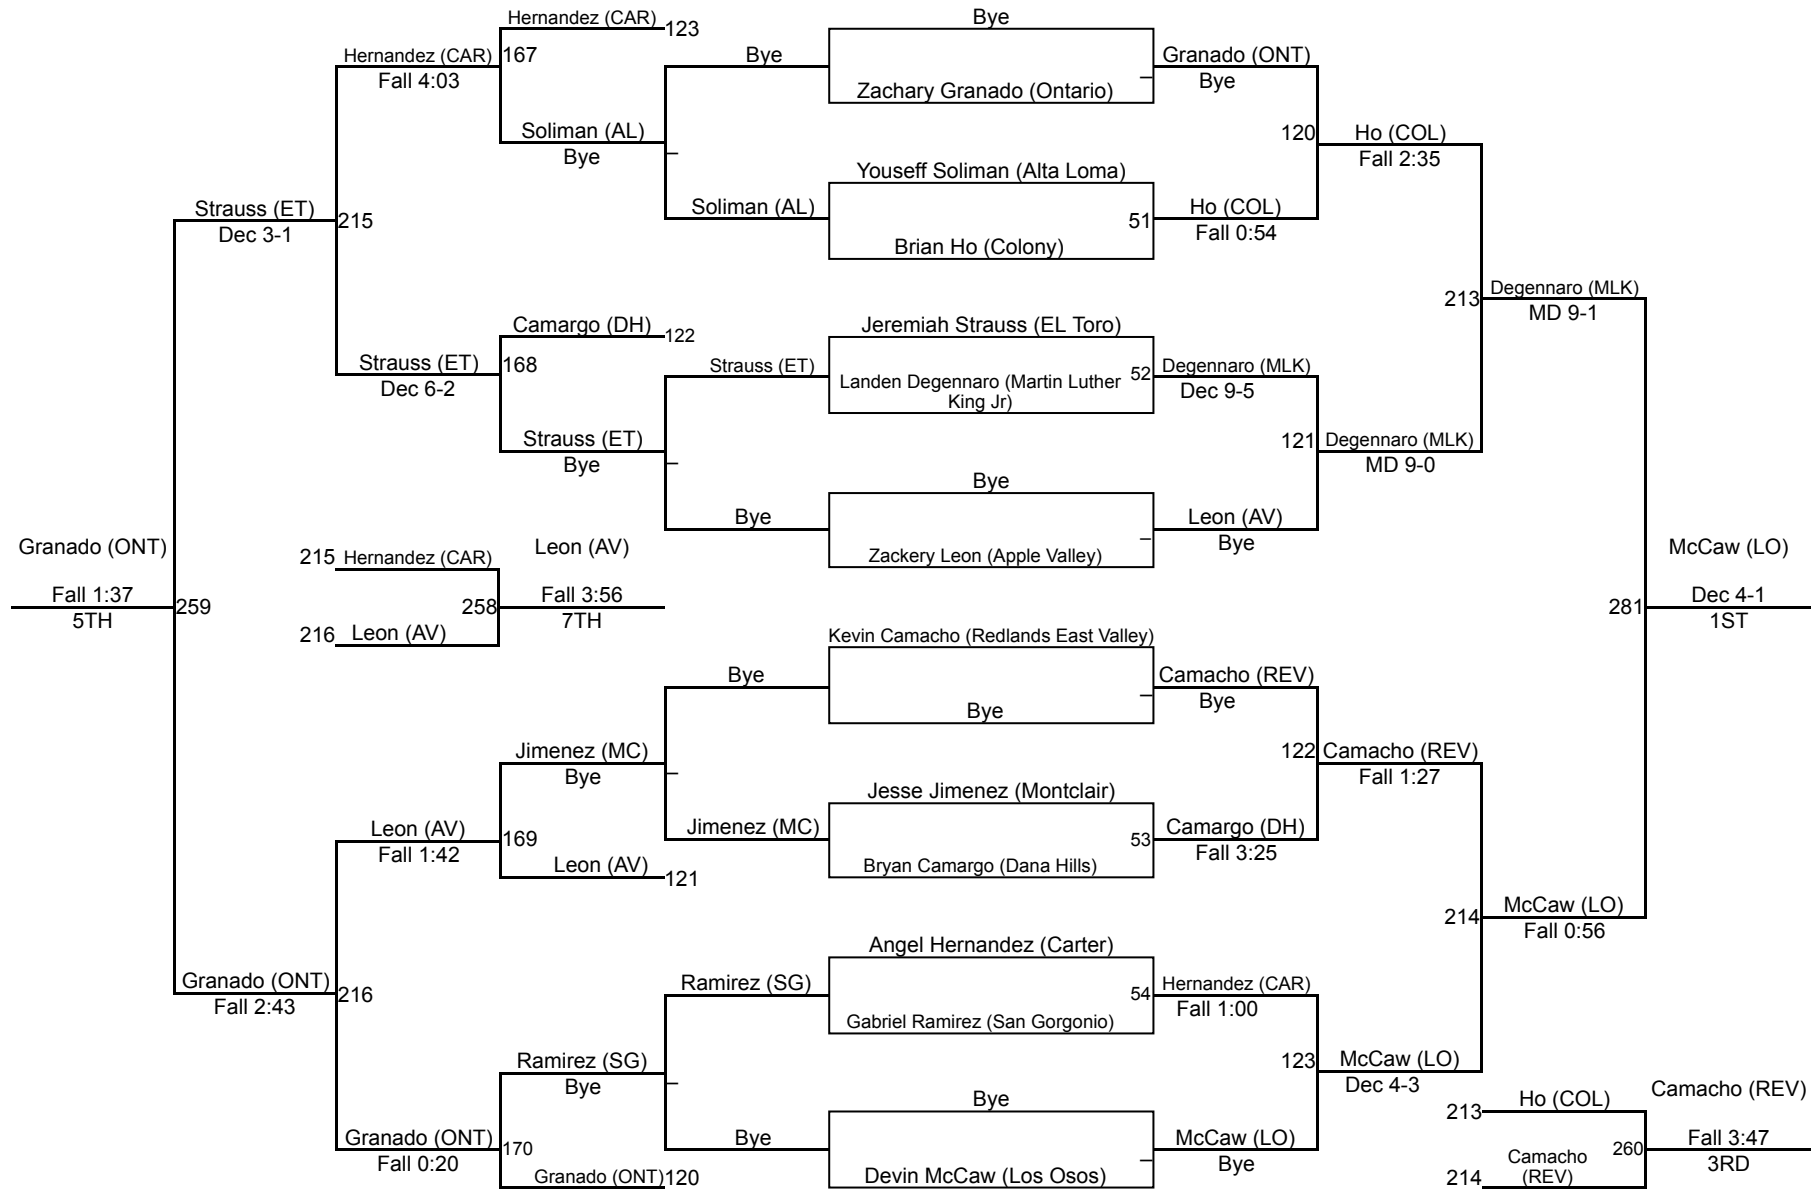 Hernandez (CAR)
123
Bye
Hernandez (CAR)
167
Fall 4:03
Bye
Granado (ONT)
Bye
Zachary Granado (Ontario)
Soliman (AL)
Bye
120
Ho (COL)
Fall 2:35
Youseff Soliman (Alta Loma)
Strauss (ET)
215
Dec 3-1
Soliman (AL)
51
Ho (COL)
Fall 0:54
Brian Ho (Colony)
213
Degennaro (MLK)
MD 9-1
Camargo (DH)
122
Jeremiah Strauss (EL Toro)
Strauss (ET)
168
Dec 6-2
Strauss (ET)
Landen Degennaro (Martin Luther
King Jr)
52
Degennaro (MLK)
Dec 9-5
Strauss (ET)
Bye
121
Degennaro (MLK)
MD 9-0
Bye
Bye
Leon (AV)
Bye
Zackery Leon (Apple Valley)
Granado (ONT)
Fall 1:37
5TH
259
215
Hernandez (CAR)
216
Leon (AV)
258
Leon (AV)
Fall 3:56
7TH
McCaw (LO)
281
Dec 4-1
1ST
Kevin Camacho (Redlands East Valley)
Bye
Camacho (REV)
Bye
Bye
Jimenez (MC)
Bye
122
Camacho (REV)
Fall 1:27
Jesse Jimenez (Montclair)
Leon (AV)
169
Fall 1:42
Jimenez (MC)
53
Camargo (DH)
Fall 3:25
Bryan Camargo (Dana Hills)
Leon (AV)
121
214
McCaw (LO)
Fall 0:56
Angel Hernandez (Carter)
Granado (ONT)
216
Fall 2:43
Ramirez (SG)
54
Hernandez (CAR)
Fall 1:00
Gabriel Ramirez (San Gorgonio)
Ramirez (SG)
Bye
123
McCaw (LO)
Dec 4-3
Bye
Granado (ONT)
170
Fall 0:20
Bye
McCaw (LO)
Bye
Devin McCaw (Los Osos)
Granado (ONT)
120
213
Ho (COL)
214
Camacho
(REV)
260
Camacho (REV)
Fall 3:47
3RD